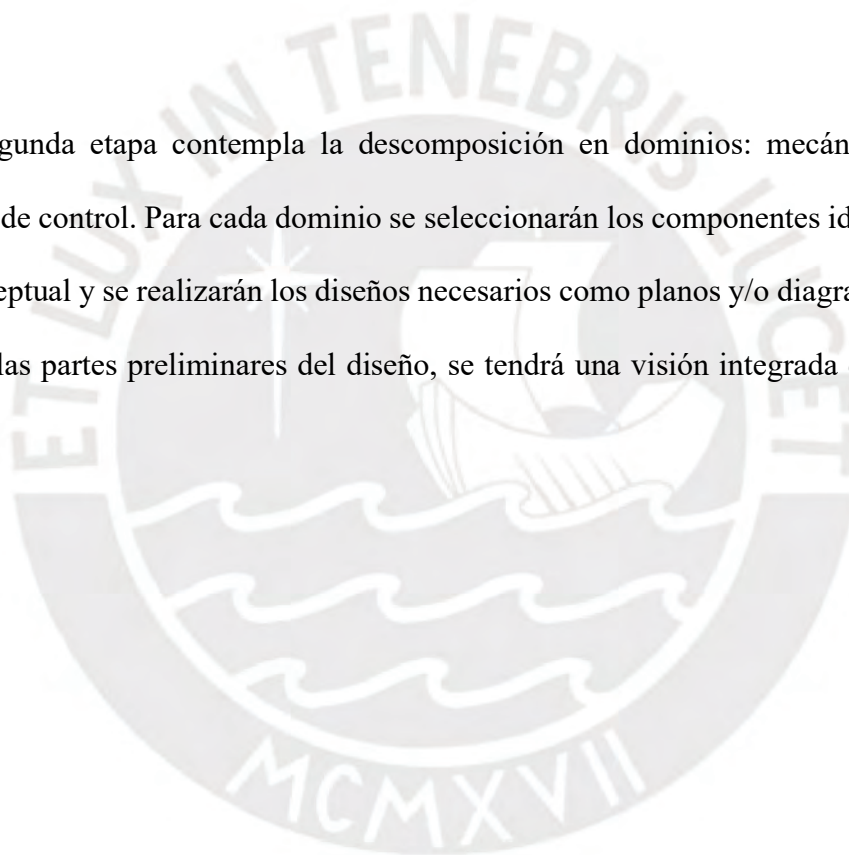 ET LUX IN TENEBRIS LUCET
gunda etapa contempla la descomposición en dominios: mecán
de control. Para cada dominio se seleccionarán los componentes id
eptual y se realizarán los diseños necesarios como planos y/o diagra
las partes preliminares del diseño, se tendrá una visión integrada
MCMXVII